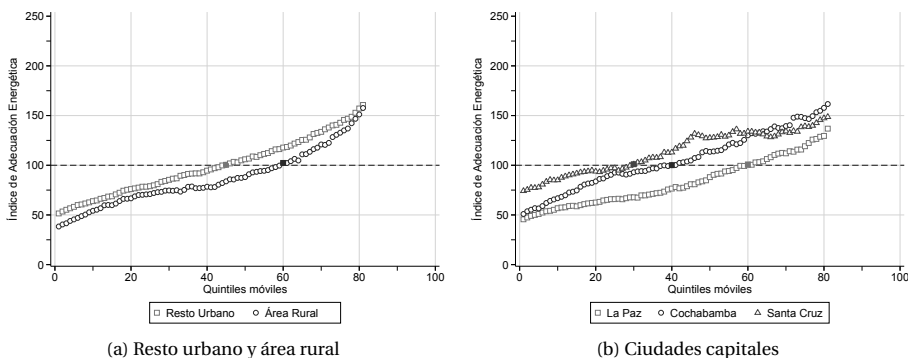 Índice de Adecuación Energética
250
200
150
100
50
0
0 20 40 60 80 100
Quintiles móviles
Resto Urbano Área Rural
(a) Resto urbano y área rural
Índice de Adecuación Energética
250
200
150
100
50
0
0 20 40 60 80 100
Quintiles móviles
La Paz Cochabamba Santa Cruz
(b) Ciudades capitales